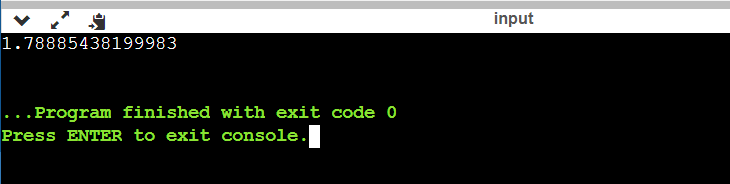 input
1.78885438199983
...Program finished with exit code 0
Press ENTER to exit console.